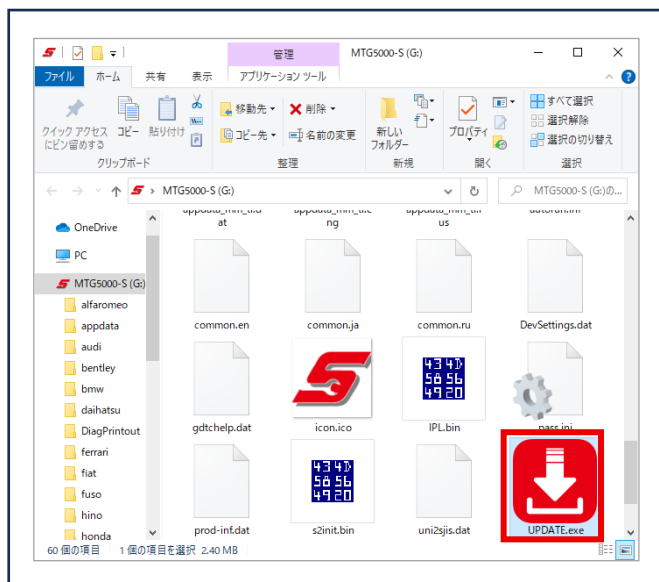 管理
MTG5000-S (G:)
ファイル ホーム 共有 表示 アプリケーション ツール
クイック アクセス
にピン留めする
コピー
貼り付け
移動先
コピー先
削除
名前の変更
新しい
フォルダー
プロパティ
すべて選択
選択解除
選択の切り替え
クリップボード 整理 新規 開く 選択
MTG5000-S (G:)
MTG5000-S (G:)の...
OneDrive
PC
MTG5000-S (G:)
alfaromeo
appdata
audi
bentley
bmw
daihatsu
DiagPrintout
ferrari
fiat
fuso
hino
honda
at
ng
us
common.en
common.ja
common.ru
DevSettings.dat
gdtchelp.dat
icon.ico
434D
5856
4920
IPL.bin
pass.ini
prod-inf.dat
434D
5856
4920
s2init.bin
uni2sjis.dat
UPDATE.exe
60 個の項目 1 個の項目を選択 2.40 MB